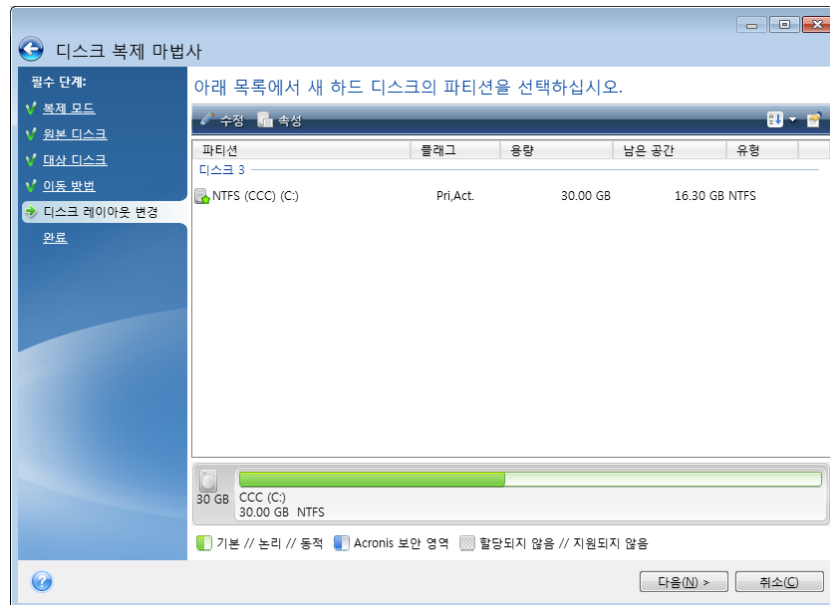 디스크 복제 마법사
필수 단계:
복제 모드
원본 디스크
대상 디스크
이동 방법
디스크 레이아웃 변경
완료
아래 목록에서 새 하드 디스크의 파티션을 선택하십시오.
수정 속성
파티션 플래그 용량 남은 공간 유형
디스크 3
NTFS (CCC) (C:) Pri,Act. 30.00 GB 16.30 GB NTFS
30 GB
CCC (C:)
30.00 GB NTFS
기본 // 논리 // 동적 Acronis 보안 영역 할당되지 않음 // 지원되지 않음
다음(N) > 취소(C)